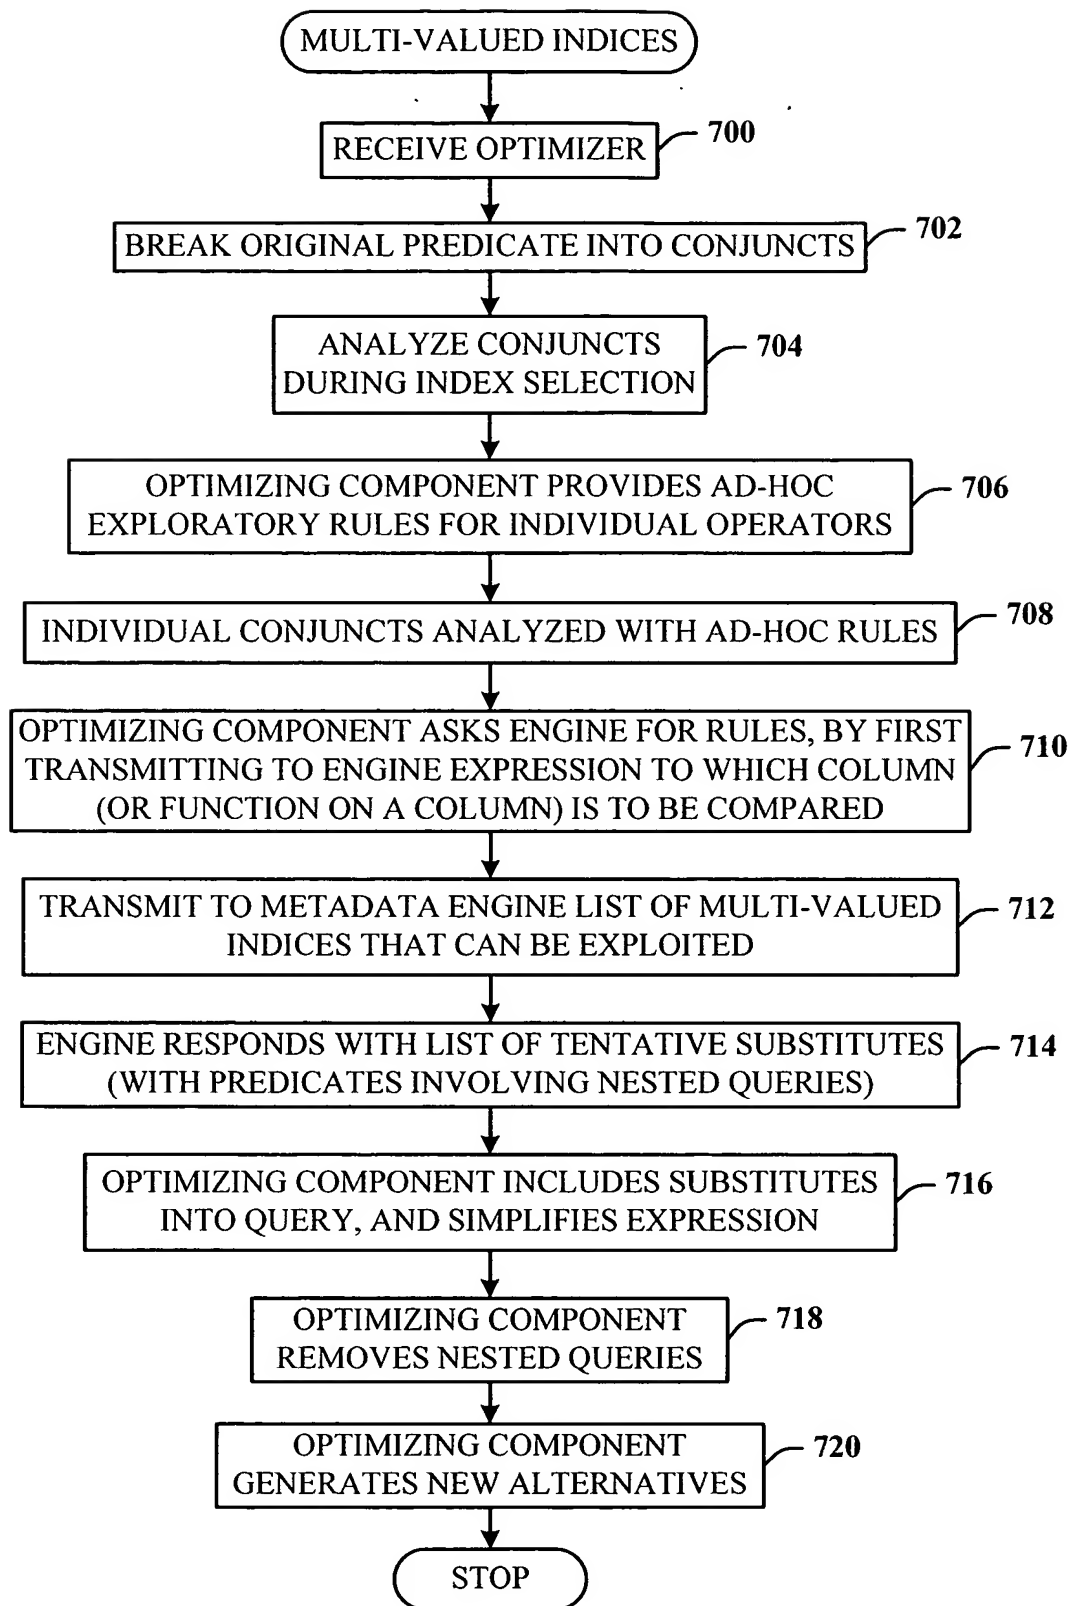 MULTI-VALUED INDICES
RECEIVE OPTIMIZER
700
BREAK ORIGINAL PREDICATE INTO CONJUNCTS
702
ANALYZE CONJUNCTS
DURING INDEX SELECTION
704
OPTIMIZING COMPONENT PROVIDES AD-HOC
EXPLORATORY RULES FOR INDIVIDUAL OPERATORS
706
INDIVIDUAL CONJUNCTS ANALYZED WITH AD-HOC RULES
708
OPTIMIZING COMPONENT ASKS ENGINE FOR RULES, BY FIRST
TRANSMITTING TO ENGINE EXPRESSION TO WHICH COLUMN
(OR FUNCTION ON A COLUMN) IS TO BE COMPARED
710
TRANSMIT TO METADATA ENGINE LIST OF MULTI-VALUED
INDICES THAT CAN BE EXPLOITED
712
ENGINE RESPONDS WITH LIST OF TENTATIVE SUBSTITUTES
(WITH PREDICATES INVOLVING NESTED QUERIES)
714
OPTIMIZING COMPONENT INCLUDES SUBSTITUTES
INTO QUERY, AND SIMPLIFIES EXPRESSION
716
OPTIMIZING COMPONENT
REMOVES NESTED QUERIES
718
OPTIMIZING COMPONENT
GENERATES NEW ALTERNATIVES
720
STOP